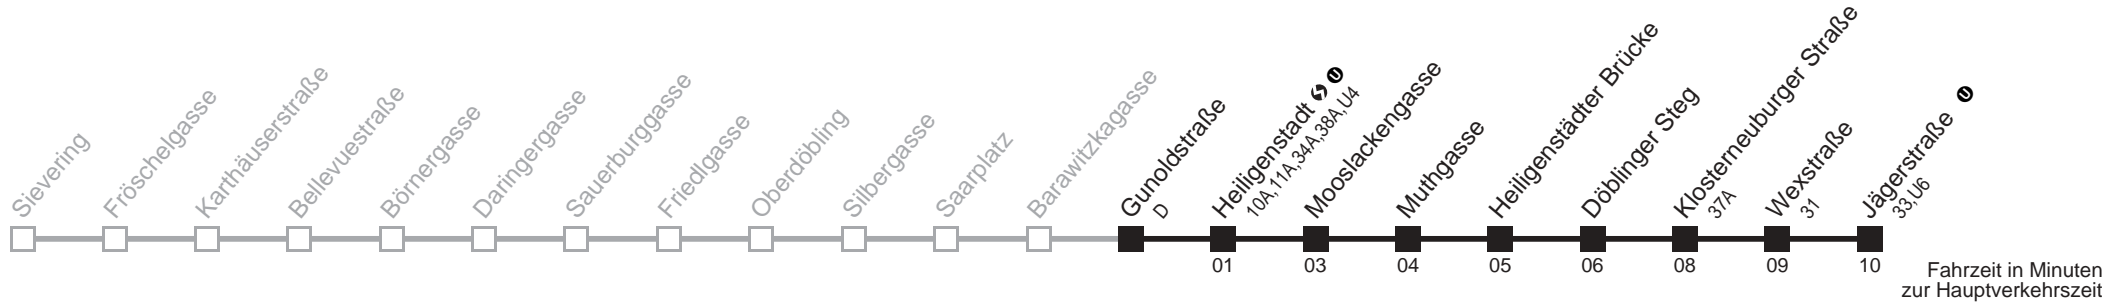 Sievering
Fröschelgasse
Karthäuserstraße
Bellevuestraße
Börnergasse
Daringergasse
Sauerburggasse
Friedlgasse
Oberdöbling
Silbergasse
Saarplatz
Barawitzkagasse
Gunoldstraße
D
Heiligenstadt S U
10A,11A,34A,38A,U4
Mooslackengasse
Muthgasse
Heiligenstädter Brücke
Döblinger Steg
Klosterneuburger Straße
37A
Wexstraße
31
Jägerstraße U
33,U6
01 03 04 05 06 08 09 10
Fahrzeit in Minuten
zur Hauptverkehrszeit